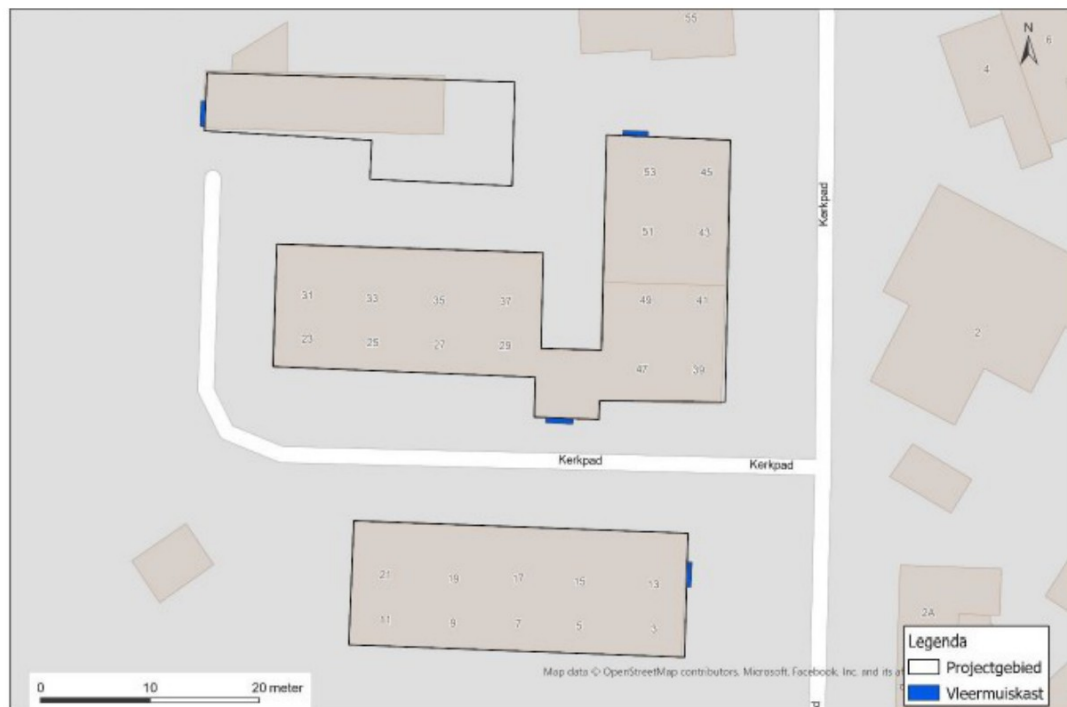 55
N
6
4
Kerkpad
53 45
51 43
31 33 35 37 49 41
2
23 25 27 29
47 39
Kerkpad Kerkpad
21 19 17 15 13
2A
11 9 7 5 3
Legenda
Projectgebied
Vleermuiskast
Map data © OpenStreetMap contributors, Microsoft, Facebook, Inc. and its
0 10 20 meter